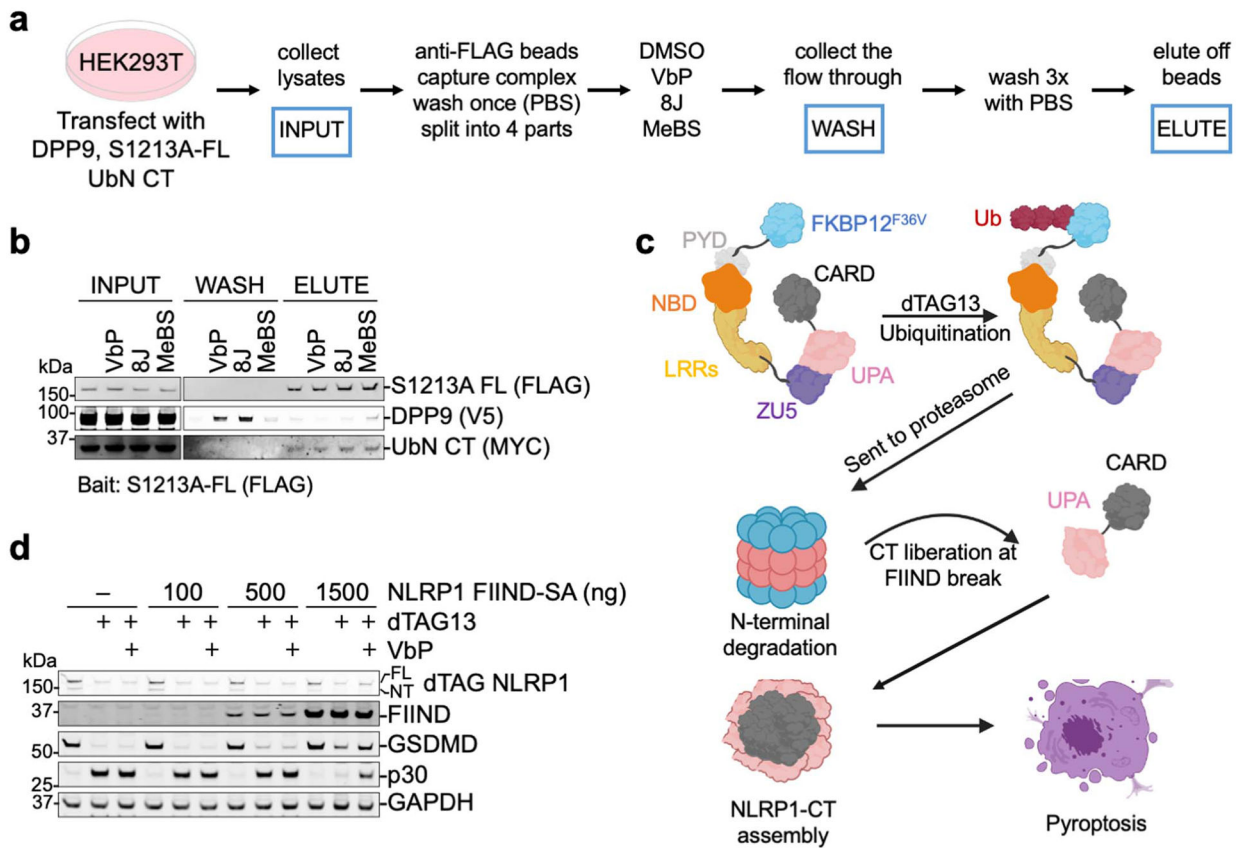 a
HEK293T
Transfect with
DPP9, S1213A-FL
UbN CT
collect
lysates
INPUT
anti-FLAG beads
capture complex
wash once (PBS)
split into 4 parts
DMSO
VbP
8J
MeBS
collect the
flow through
WASH
wash 3x
with PBS
elute off
beads
ELUTE
b
INPUT WASH ELUTE
VbP 8J MeBS VbP 8J MeBS VbP 8J MeBS
kDa
150 S1213A FL (FLAG)
100 DPP9 (V5)
37 UbN CT (MYC)
Bait: S1213A-FL (FLAG)
c
PYD
FKBP12F36V
NBD
CARD
LRRs
UPA
ZU5
dTAG13
Ubiquitination
Ub
Sent to proteasome
N-terminal
degradation
CT liberation at
FIIND break
CARD
UPA
NLRP1-CT
assembly
Pyroptosis
d
– 100 500 1500 NLRP1 FIIND-SA (ng)
+ + + + + + + + dTAG13
+ + + + VbP
kDa
150 FL
NT
dTAG NLRP1
37 FIIND
50 GSDMD
25 p30
37 GAPDH